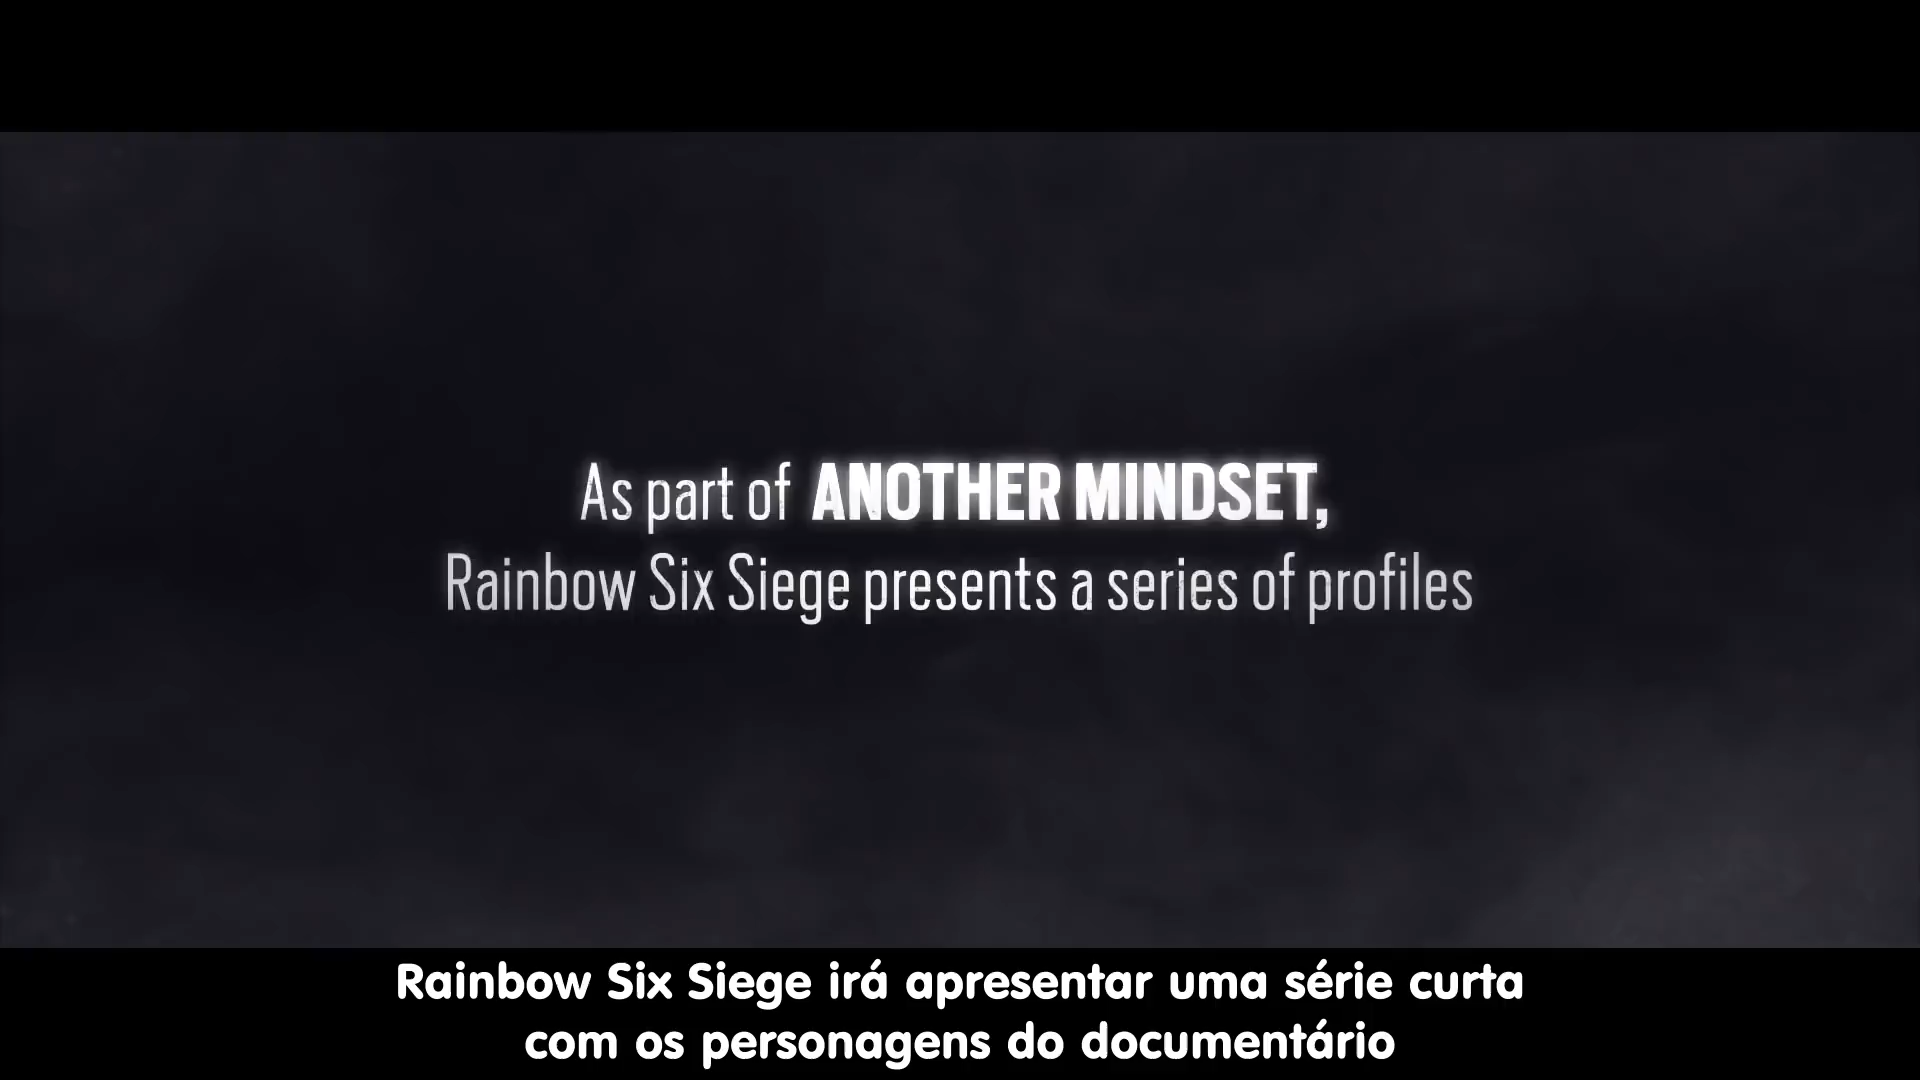 As part of ANOTHER MINDSET,
Rainbow Six Siege presents a series of profiles
Rainbow Six Siege irá apresentar uma série curta
com os personagens do documentário